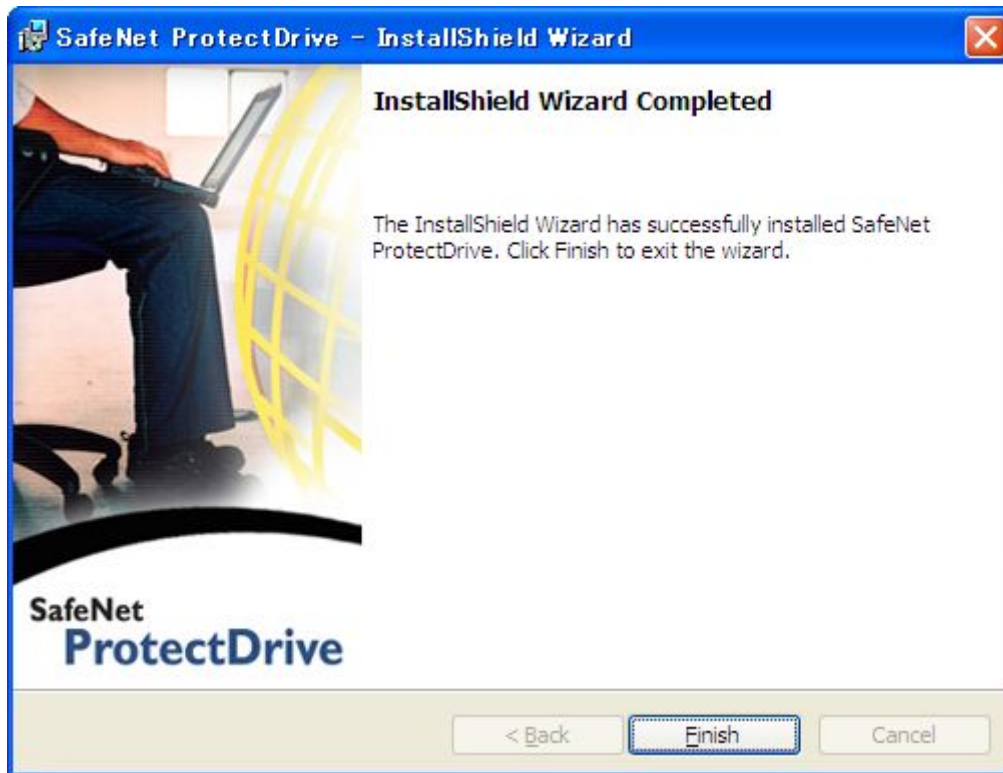 SafeNet ProtectDrive - InstallShield Wizard
InstallShield Wizard Completed
The InstallShield Wizard has successfully installed SafeNet
ProtectDrive. Click Finish to exit the wizard.
SafeNet
ProtectDrive
< Back
Finish
Cancel